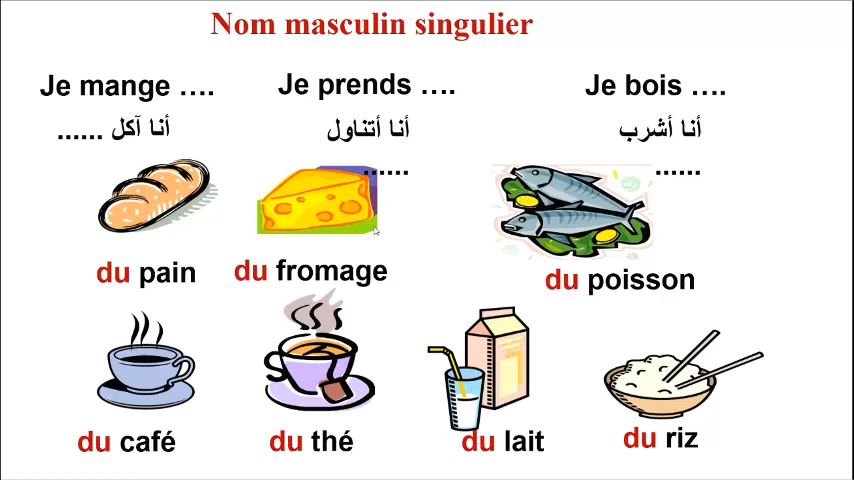 Nom masculin singulier
Je mange ….
Je prends ….
Je bois ….
أنا آكل ......
أنا أتناول
......
أنا أشرب
......
du pain
du fromage
du poisson
du café
du thé
du lait
du riz